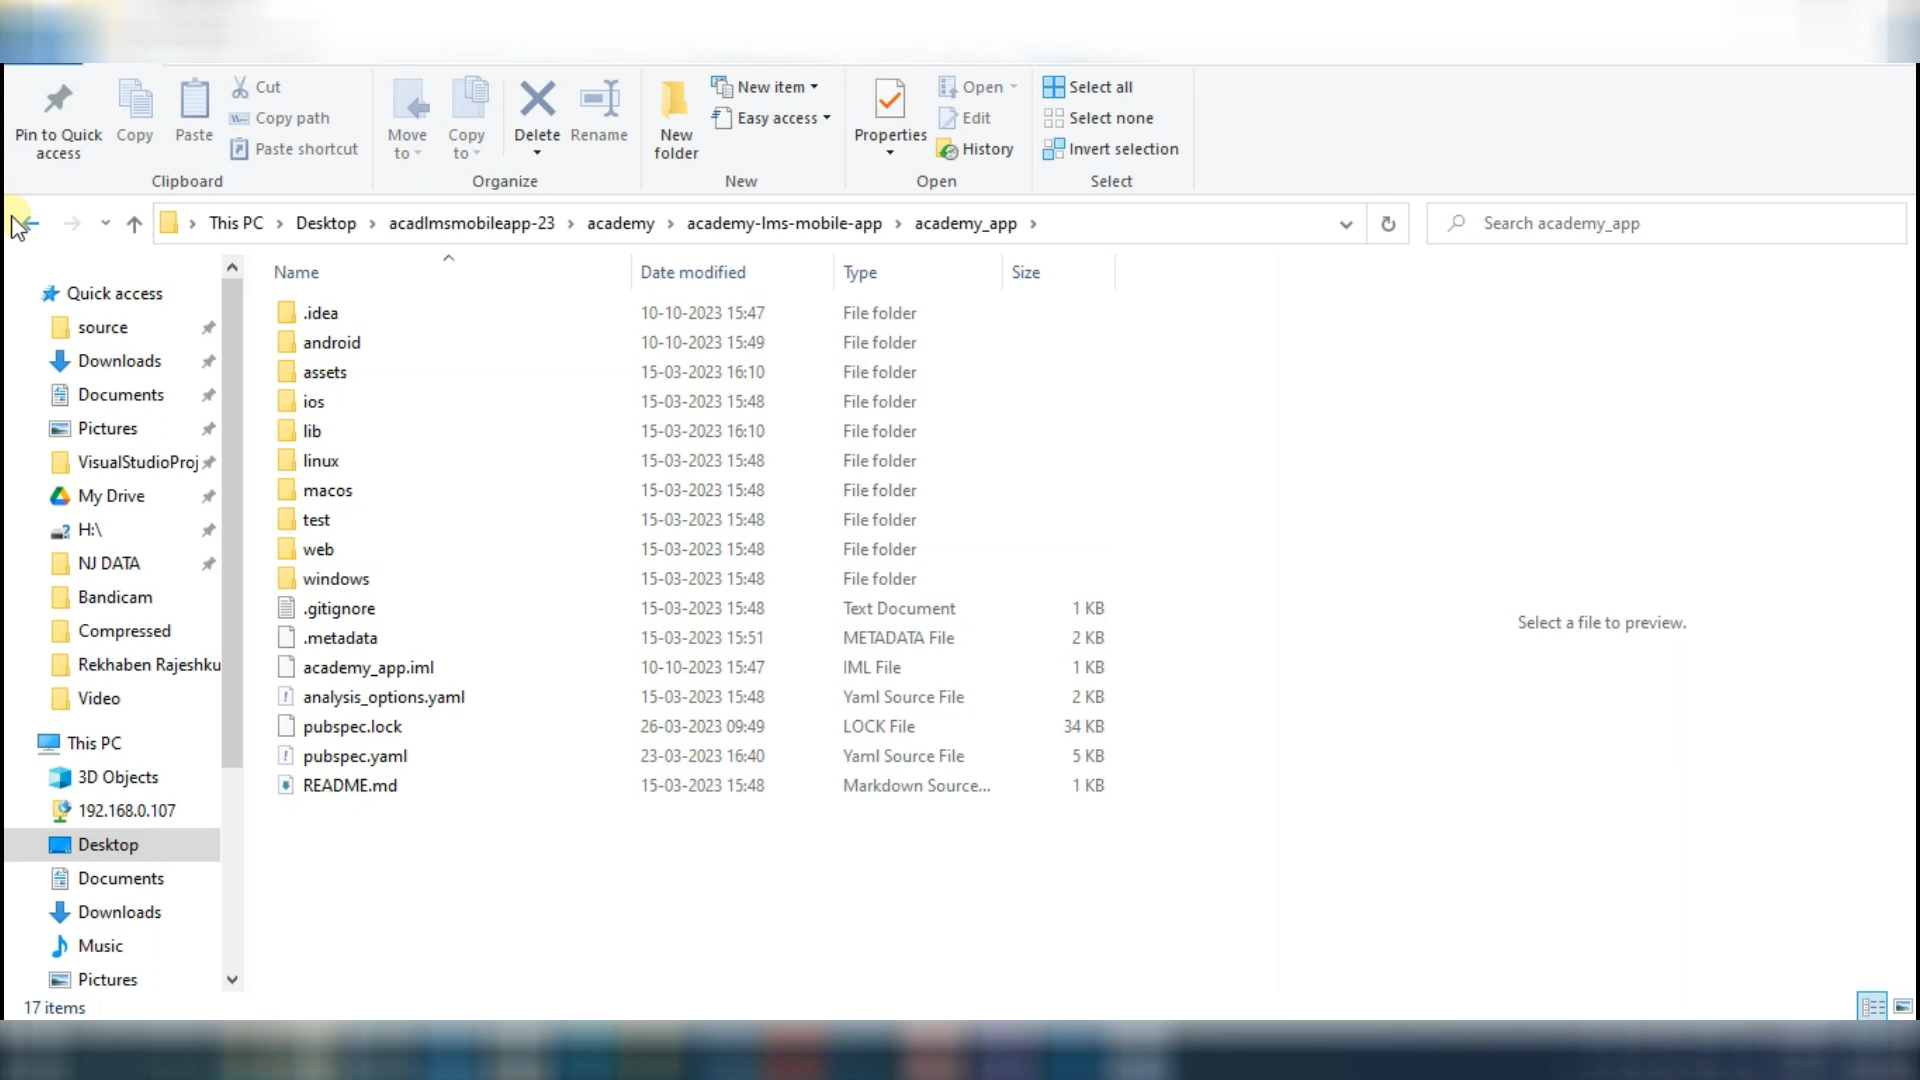 Pin to Quick access
Copy
Paste
Cut
Copy path
Paste shortcut
Clipboard
Move to
Copy to
Delete
Rename
Organize
New folder
New item
Easy access
New
Properties
Open
Edit
History
Open
Select all
Select none
Invert selection
Select
This PC > Desktop > acadlmsmobileapp-23 > academy > academy-lms-mobile-app > academy_app >
Search academy_app
Quick access
source
Downloads
Documents
Pictures
VisualStudioProj
My Drive
H:\
NJ DATA
Bandicam
Compressed
Rekhaben Rajeshku
Video
This PC
3D Objects
192.168.0.107
Desktop
Documents
Downloads
Music
Pictures
Name Date modified Type Size
.idea 10-10-2023 15:47 File folder
android 10-10-2023 15:49 File folder
assets 15-03-2023 16:10 File folder
ios 15-03-2023 15:48 File folder
lib 15-03-2023 16:10 File folder
linux 15-03-2023 15:48 File folder
macos 15-03-2023 15:48 File folder
test 15-03-2023 15:48 File folder
web 15-03-2023 15:48 File folder
windows 15-03-2023 15:48 File folder
.gitignore 15-03-2023 15:48 Text Document 1 KB
.metadata 15-03-2023 15:51 METADATA File 2 KB
academy_app.iml 10-10-2023 15:47 IML File 1 KB
analysis_options.yaml 15-03-2023 15:48 Yaml Source File 2 KB
pubspec.lock 26-03-2023 09:49 LOCK File 34 KB
pubspec.yaml 23-03-2023 16:40 Yaml Source File 5 KB
README.md 15-03-2023 15:48 Markdown Source... 1 KB
Select a file to preview.
17 items